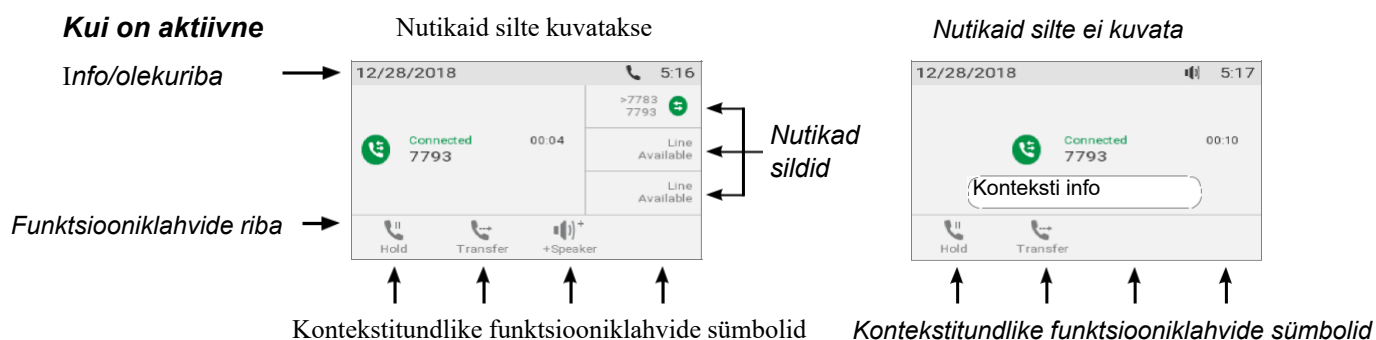 Kui on aktiivne
Nutikaid silte kuvatakse
Nutikaid silte ei kuvata
Info/olekuriba
12/28/2018 5:16
>7783
7793
Connected 00:04
7793
Line
Available
Line
Available
Nutikad
sildid
Funktsiooniklahvide riba
Hold Transfer +Speaker
Kontekstitundlike funktsiooniklahvide sümbolid
12/28/2018 5:17
Connected 00:10
7793
Konteksti info
Hold Transfer
Kontekstitundlike funktsiooniklahvide sümbolid